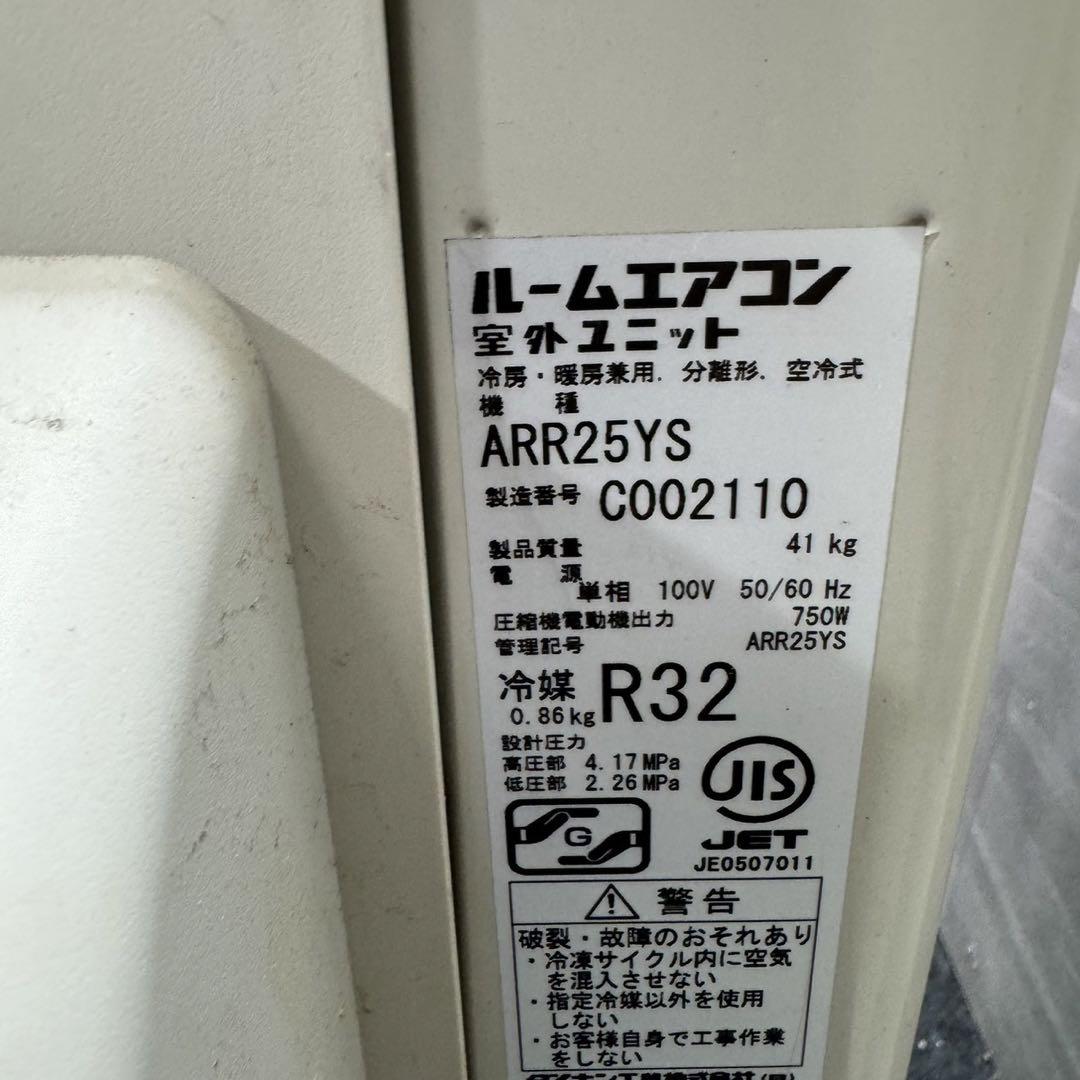 ルームエアコン
室外ユニット
冷房・暖房兼用. 分離形. 空冷式
機 種
ARR25YS
製造番号 C002110
製品質量 41 kg
電 源 単相 100V 50/60 Hz
圧縮機電動機出力 750W
管理記号 ARR25YS
冷媒 R32
0.86kg
設計圧力
高圧部 4.17MPa
低圧部 2.26MPa
JIS
G
JET
JE0507011
警告
破裂・故障のおそれあり
・冷凍サイクル内に空気
を混入させない
・指定冷媒以外を使用
しない
・お客様自身で工事作業
をしない